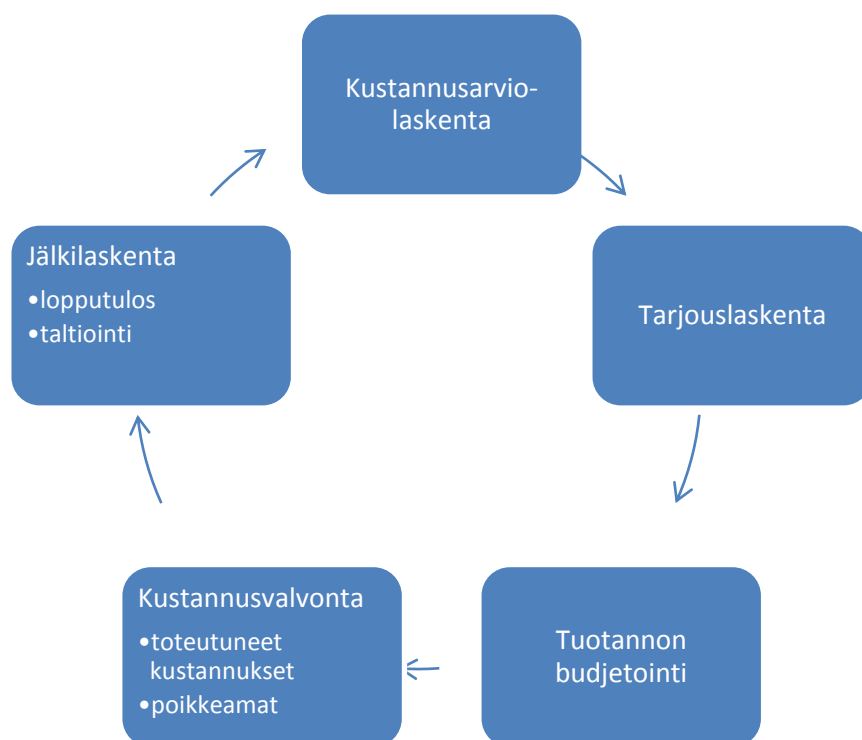 Kustannusarvio-
laskenta
Tarjouslaskenta
Tuotannon
budjetointi
Kustannusvalvonta
•toteutuneet
kustannukset
•poikkeamat
Jälkilaskenta
•lopputulos
•taltiointi